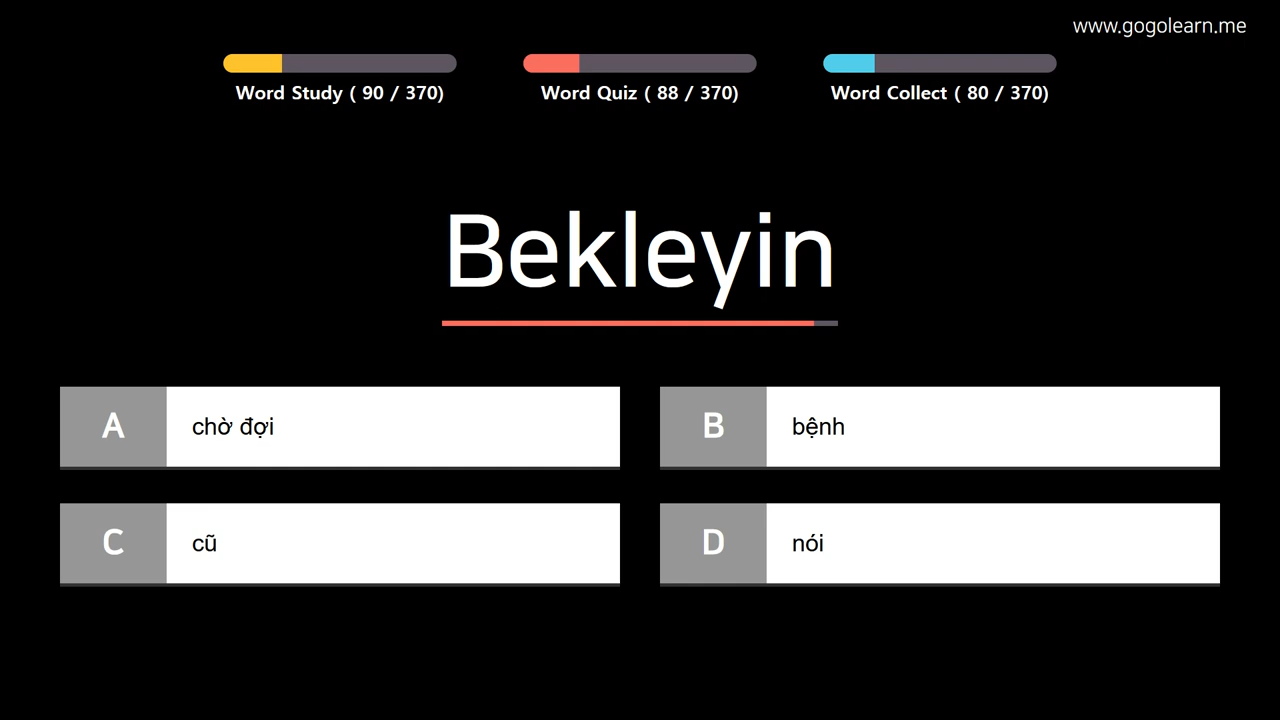 www.gogolearn.me
Word Study ( 90 / 370)
Word Quiz ( 88 / 370)
Word Collect ( 80 / 370)
Bekleyin
A chờ đợi
B bệnh
C cũ
D nói